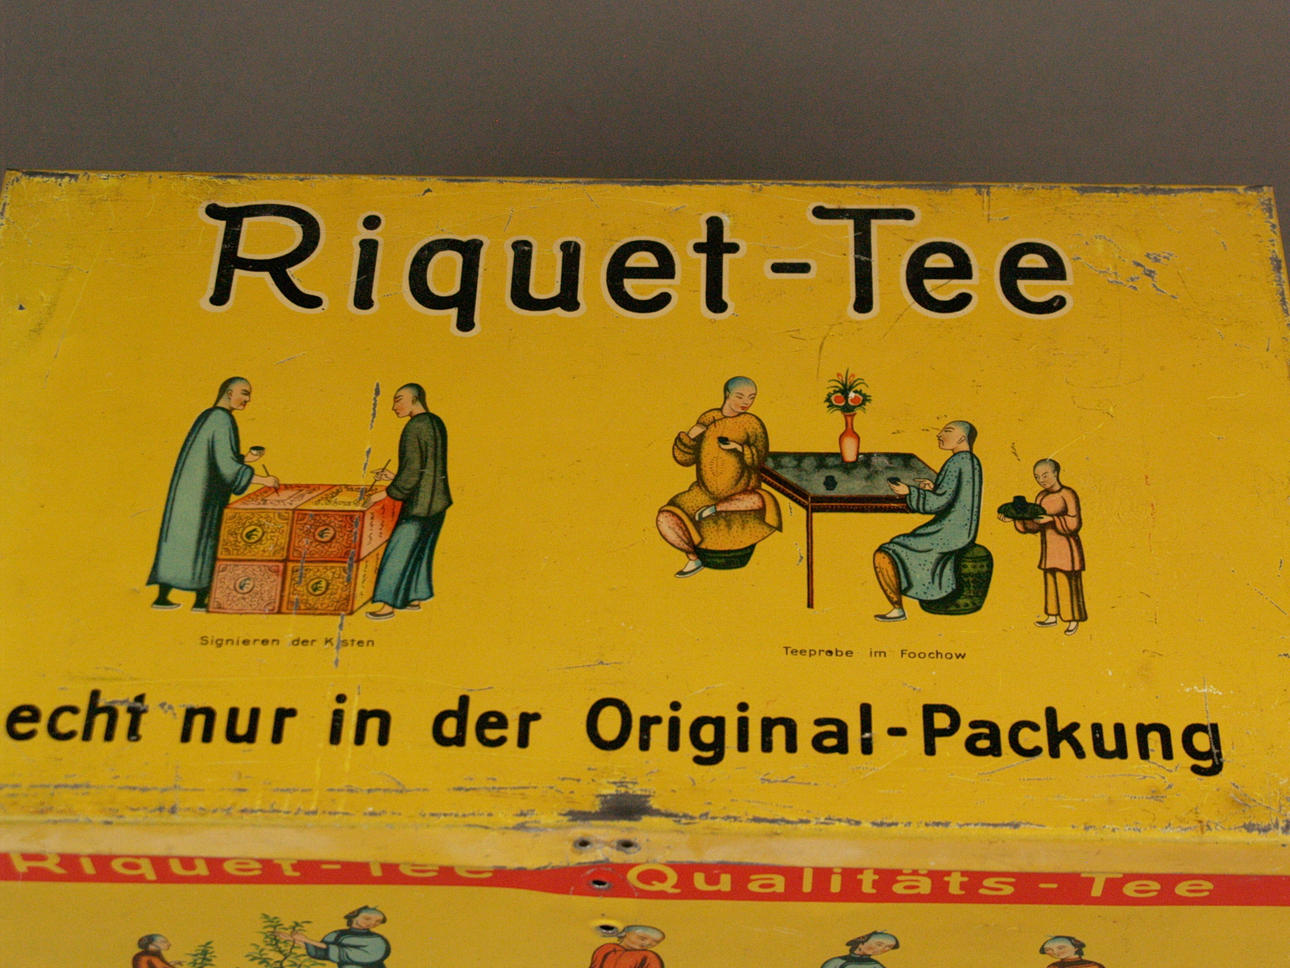 Riquet-Tee
Signieren der Kisten
Teeprobe im Foochow
echt nur in der Original-Packung
Riquet-Tee Qualitäts-Tee